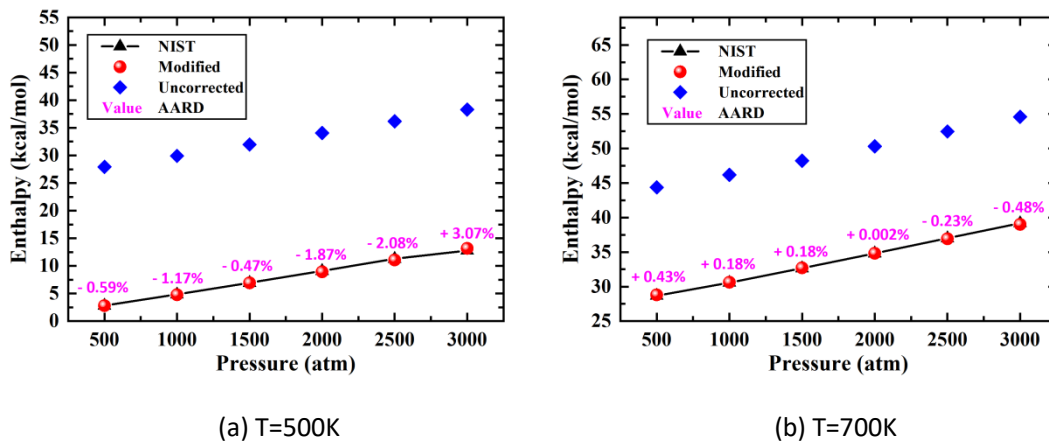 55
50
45
40
35
30
25
20
15
10
5
0
Enthalpy (kcal/mol)
NIST
Modified
Uncorrected
Value AARD
- 0.59%
- 1.17%
- 0.47%
- 1.87%
- 2.08%
+ 3.07%
500 1000 1500 2000 2500 3000
Pressure (atm)
(a) T=500K
65
60
55
50
45
40
35
30
25
Enthalpy (kcal/mol)
NIST
Modified
Uncorrected
Value AARD
+ 0.43%
+ 0.18%
+ 0.18%
+ 0.002%
- 0.23%
- 0.48%
500 1000 1500 2000 2500 3000
Pressure (atm)
(b) T=700K